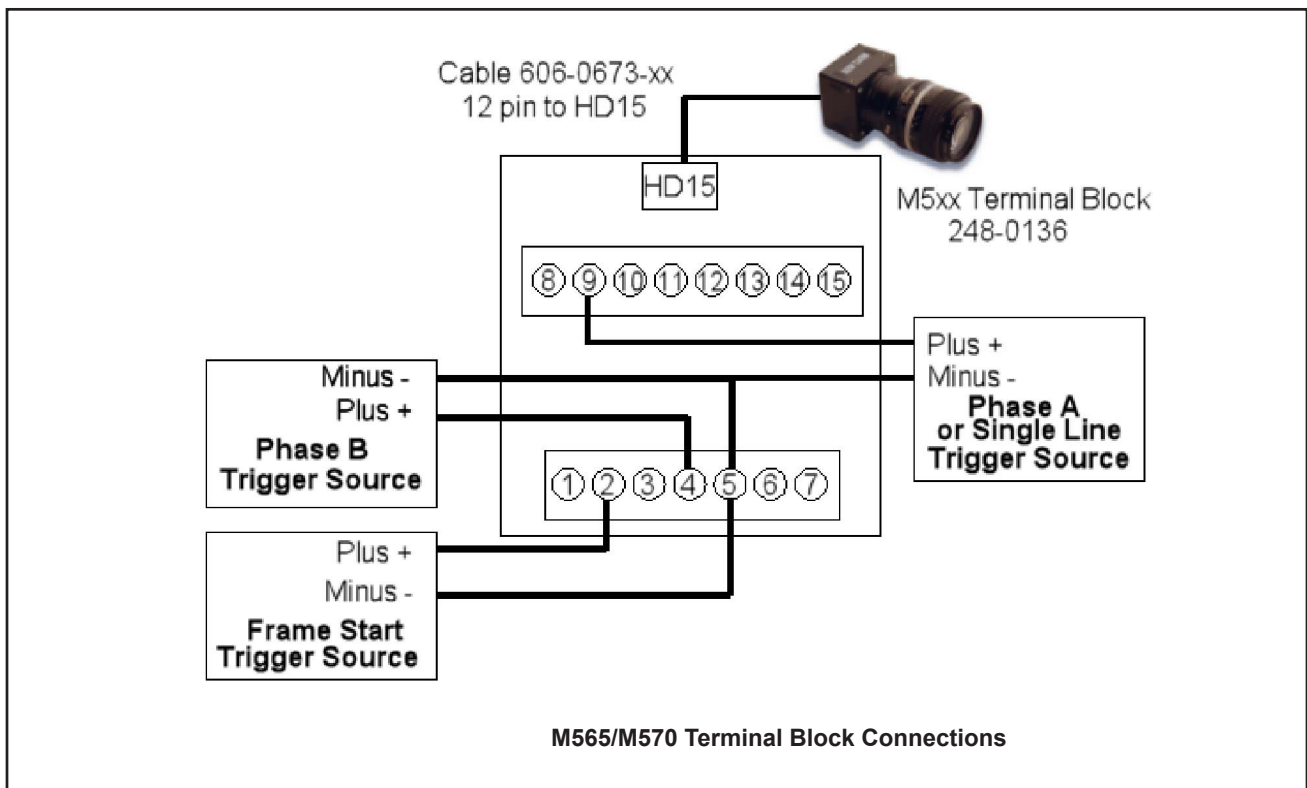 Cable 606-0673-xx
12 pin to HD15
HD15
M5xx Terminal Block
248-0136
8 9 10 11 12 13 14 15
Plus +
Minus -
Phase A
or Single Line
Trigger Source
Minus -
Plus +
Phase B
Trigger Source
1 2 3 4 5 6 7
Plus +
Minus -
Frame Start
Trigger Source
M565/M570 Terminal Block Connections